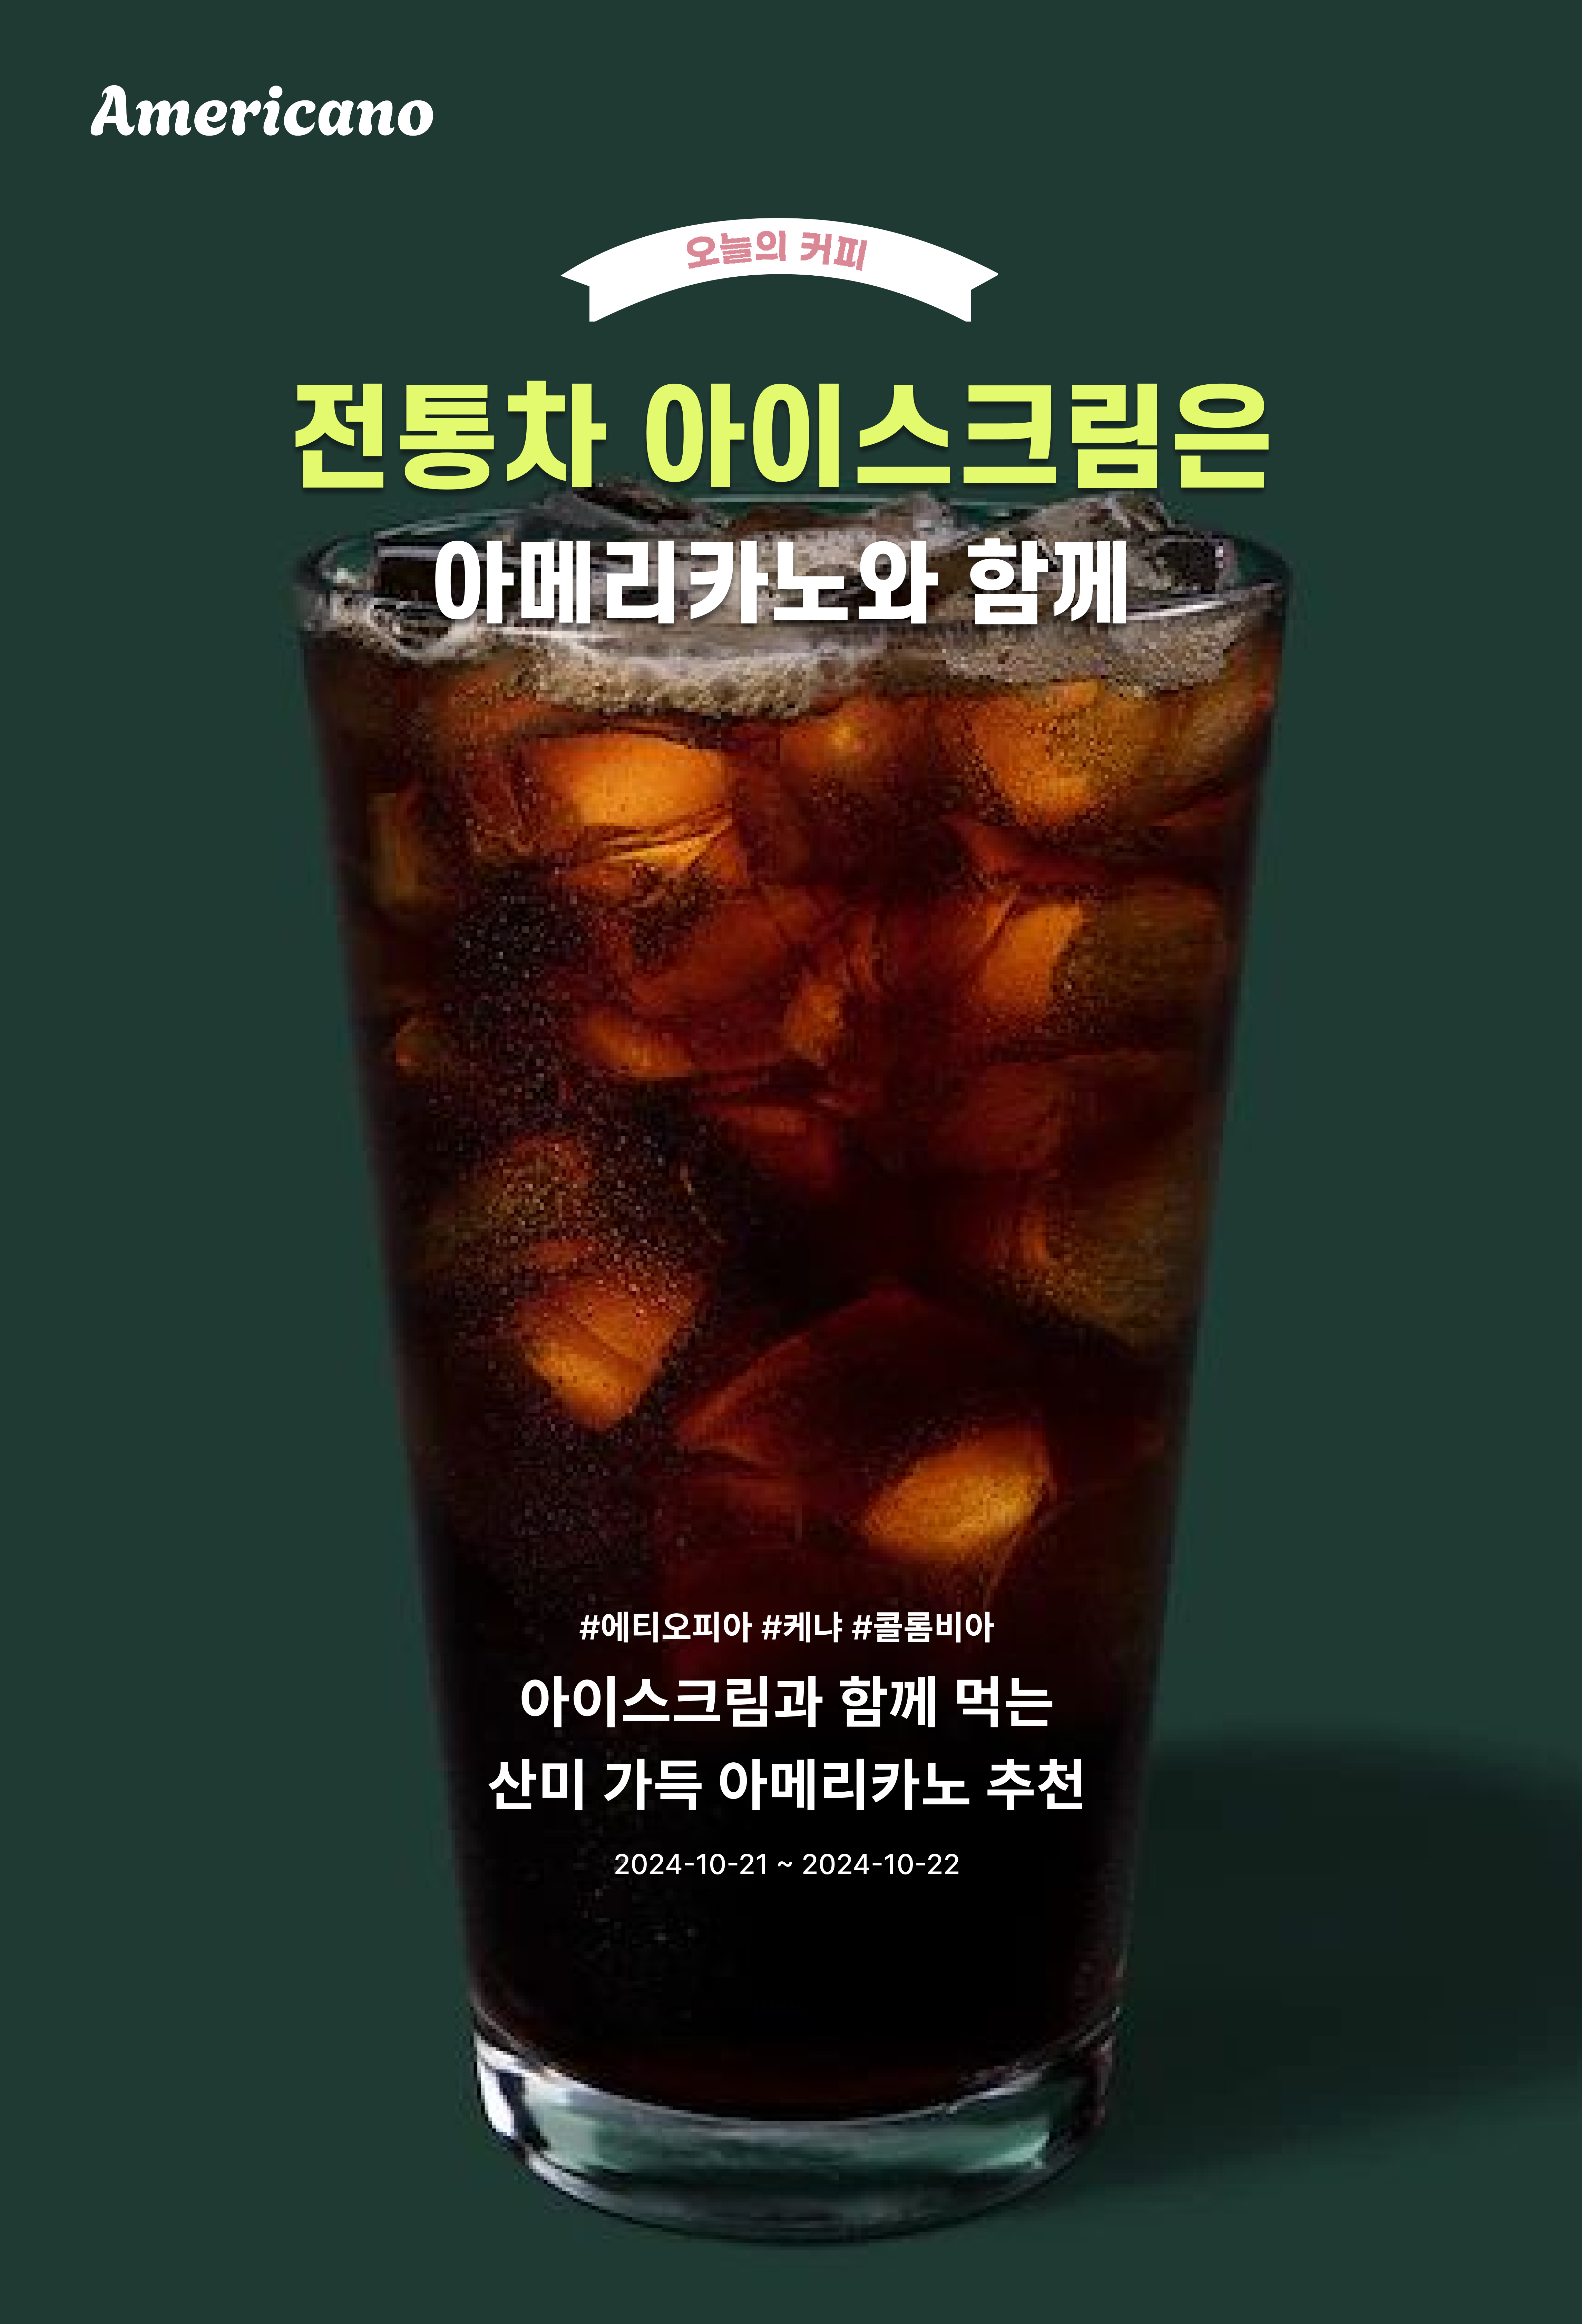 Americano
오늘의 커피
전통차 아이스크림은
아메리카노와 함께
#에티오피아 #케냐 #콜롬비아
아이스크림과 함께 먹는
산미 가득 아메리카노 추천
2024-10-21 ~ 2024-10-22